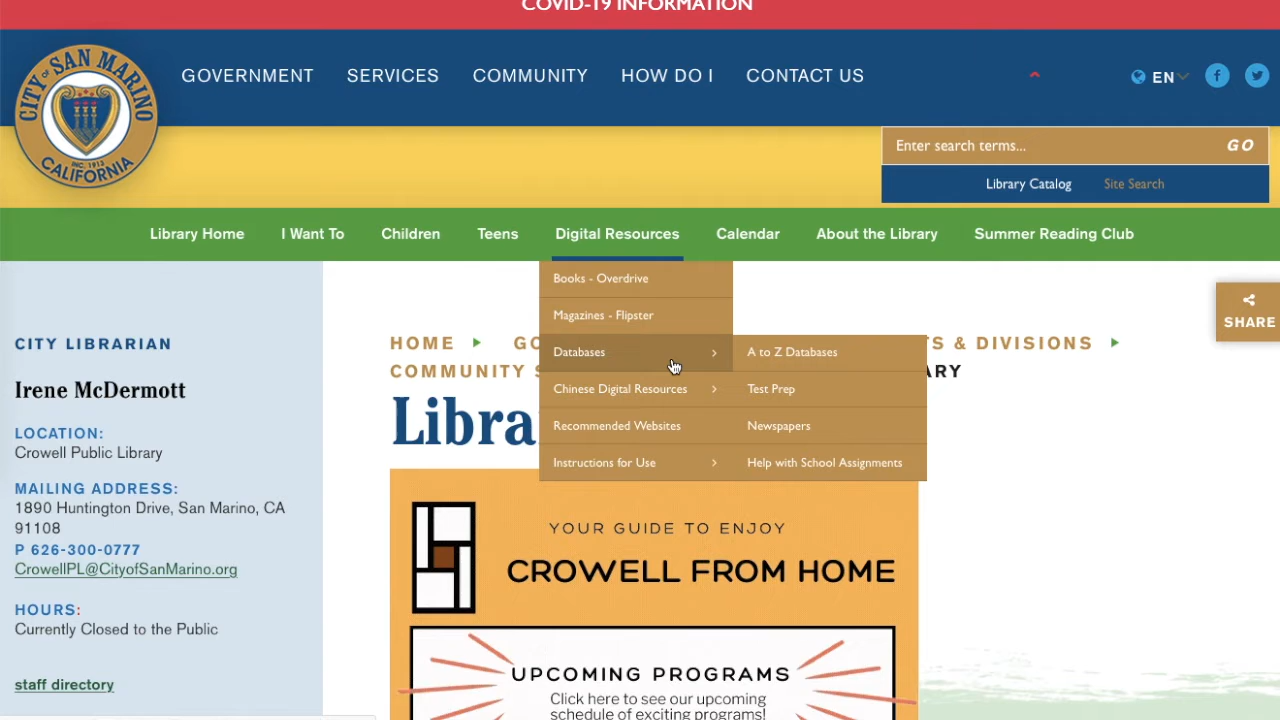 COVID-19 INFORMATION
CITY OF SAN MARINO
INC. 1913
CALIFORNIA
GOVERNMENT SERVICES COMMUNITY HOW DO I CONTACT US
EN
Enter search terms... GO
Library Catalog Site Search
Library Home I Want To Children Teens Digital Resources Calendar About the Library Summer Reading Club
Books - Overdrive
Magazines - Flipster
Databases
Chinese Digital Resources
Recommended Websites
Instructions for Use
A to Z Databases
Test Prep
Newspapers
Help with School Assignments
SHARE
CITY LIBRARIAN
Irene McDermott
LOCATION:
Crowell Public Library
MAILING ADDRESS:
1890 Huntington Drive, San Marino, CA
91108
P 626-300-0777
CrowellPL@CityofSanMarino.org
HOURS:
Currently Closed to the Public
staff directory
HOME GO S & DIVISIONS
COMMUNITY S ARY
Libra
YOUR GUIDE TO ENJOY
CROWELL FROM HOME
UPCOMING PROGRAMS
Click here to see our upcoming
schedule of exciting programs!